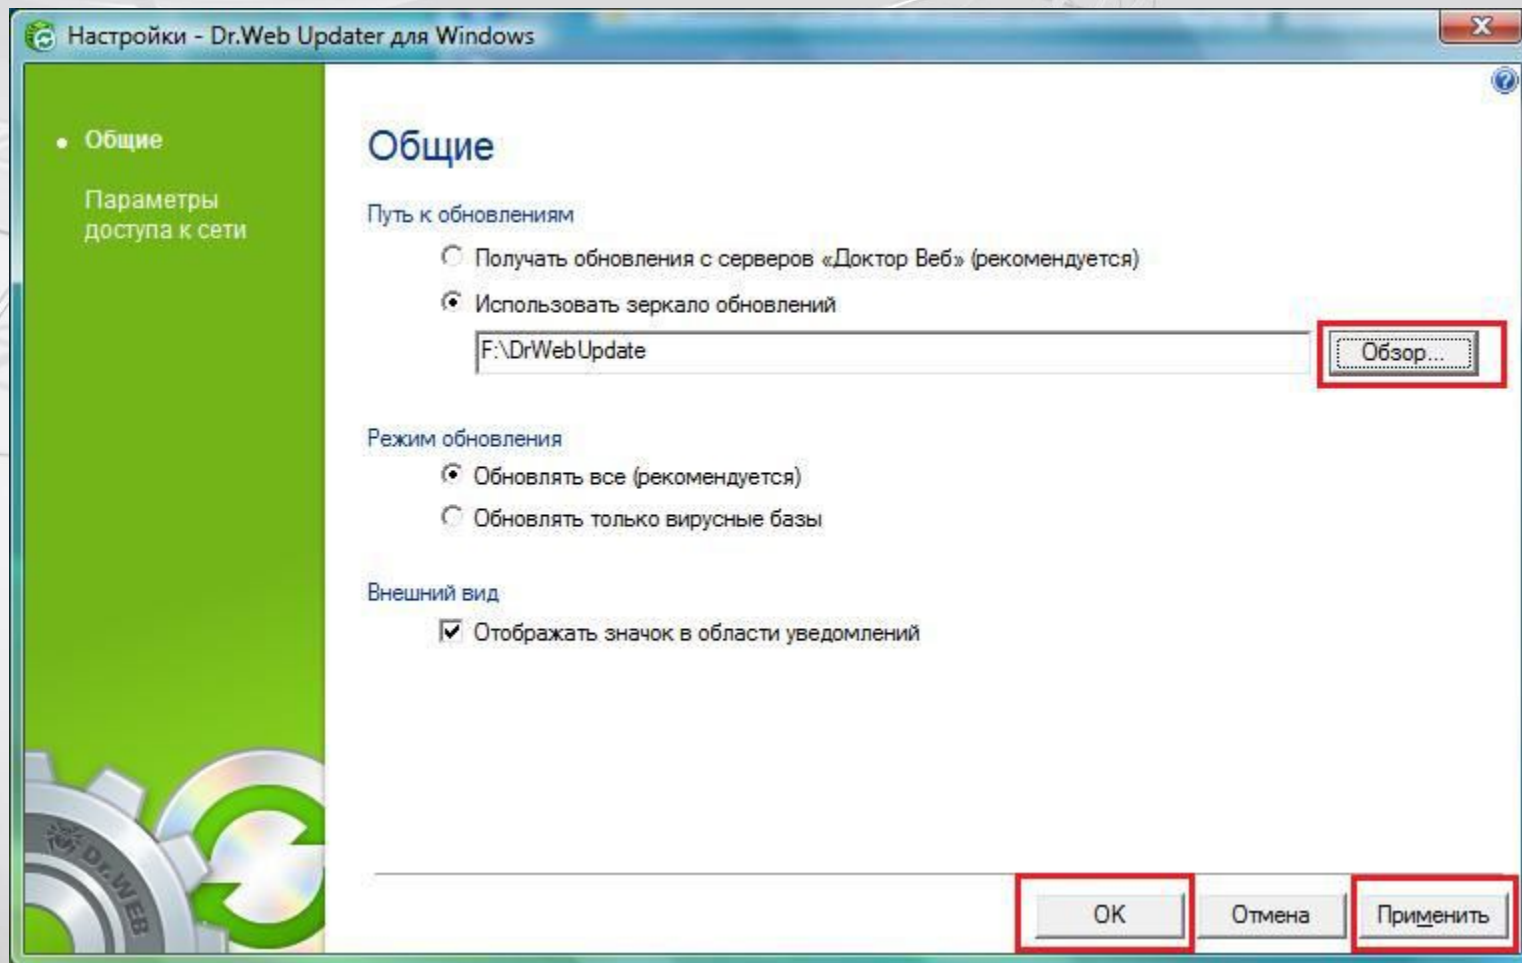 Настройки - Dr.Web Updater для Windows
Общие
Параметры
доступа к сети
Общие
Путь к обновлениям
Получать обновления с серверов «Доктор Веб» (рекомендуется)
Использовать зеркало обновлений
F:\DrWebUpdate
Обзор...
Режим обновления
Обновлять все (рекомендуется)
Обновлять только вирусные базы
Внешний вид
Отображать значок в области уведомлений
Dr.WEB
OK
Отмена
Применить